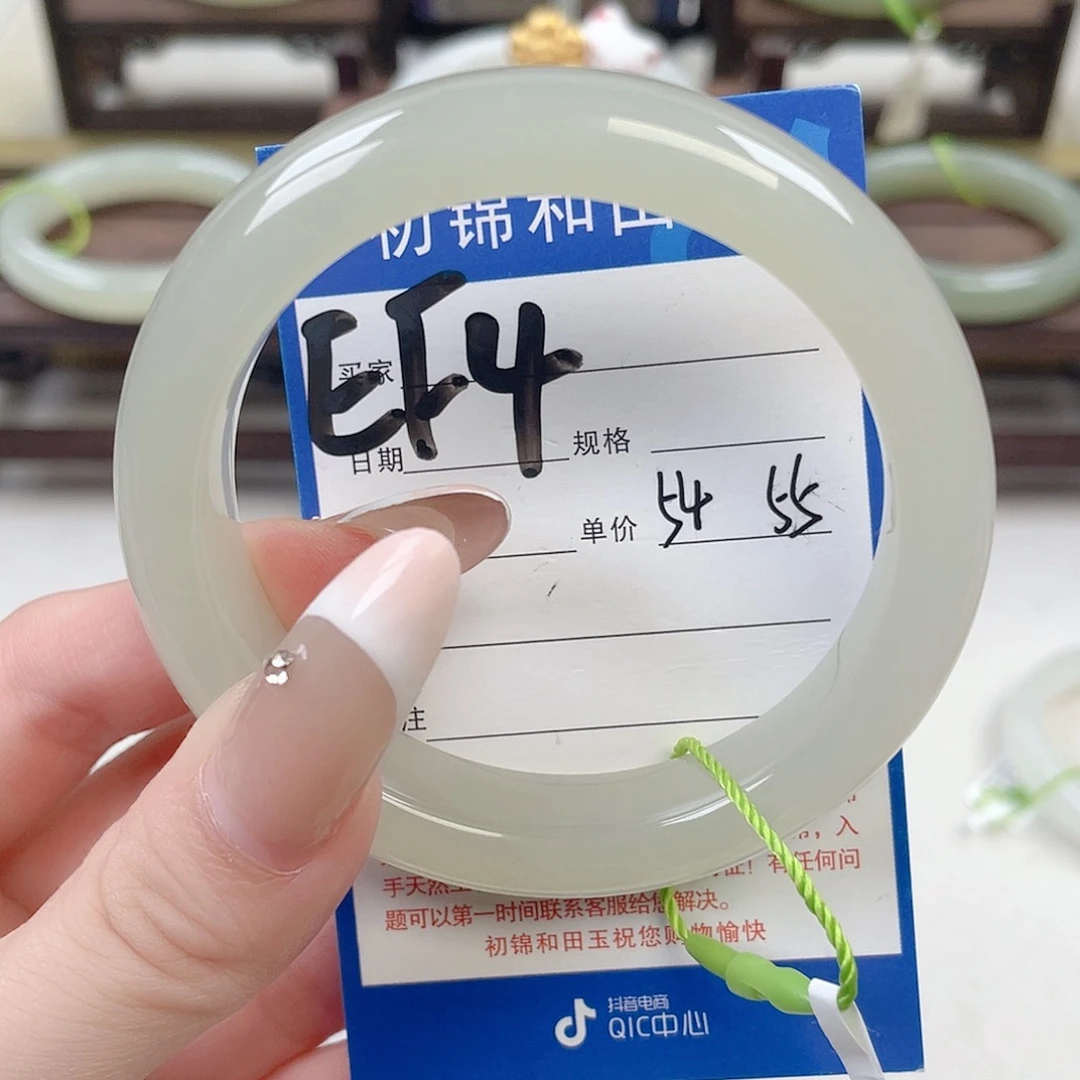 初锦和田
EF4
买家
日期 规格
单价 54 55
注
入
手天然 有任何问
题可以第一时间联系客服给您解决。
初锦和田玉祝您购物愉快
抖音电商
QIC中心